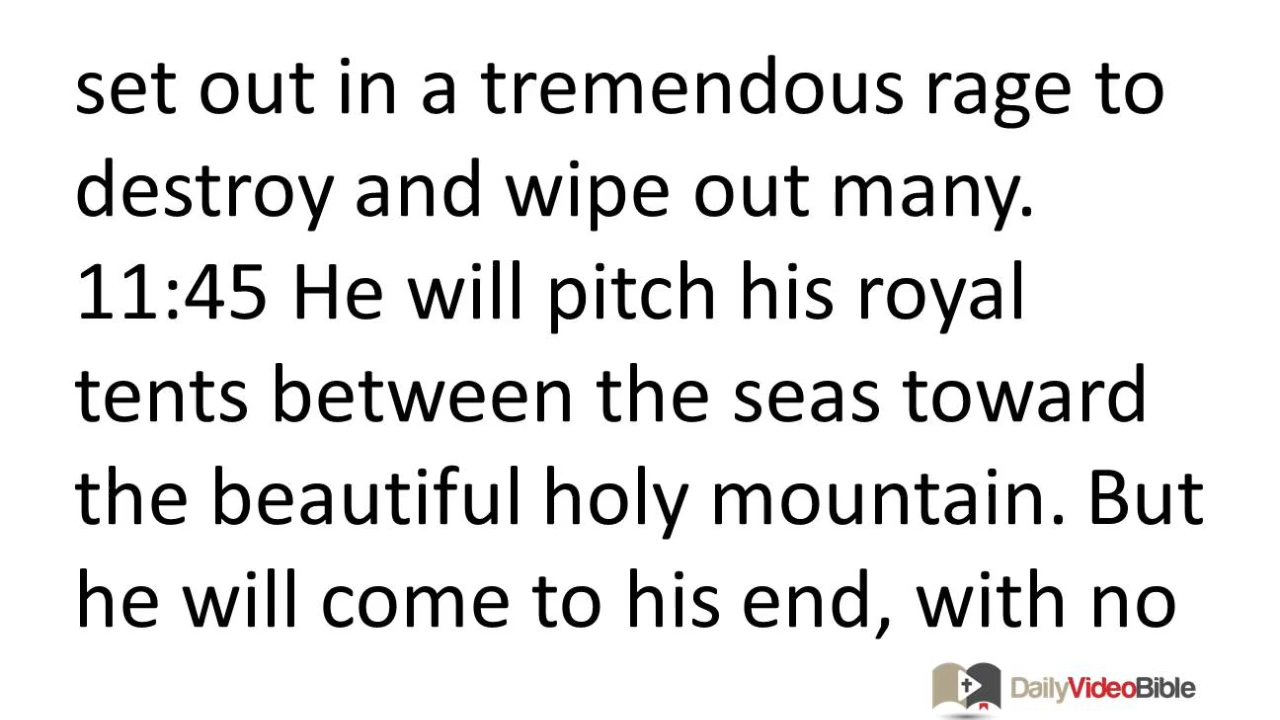 set out in a tremendous rage to
destroy and wipe out many.
11:45 He will pitch his royal
tents between the seas toward
the beautiful holy mountain. But
he will come to his end, with no
DailyVideoBible